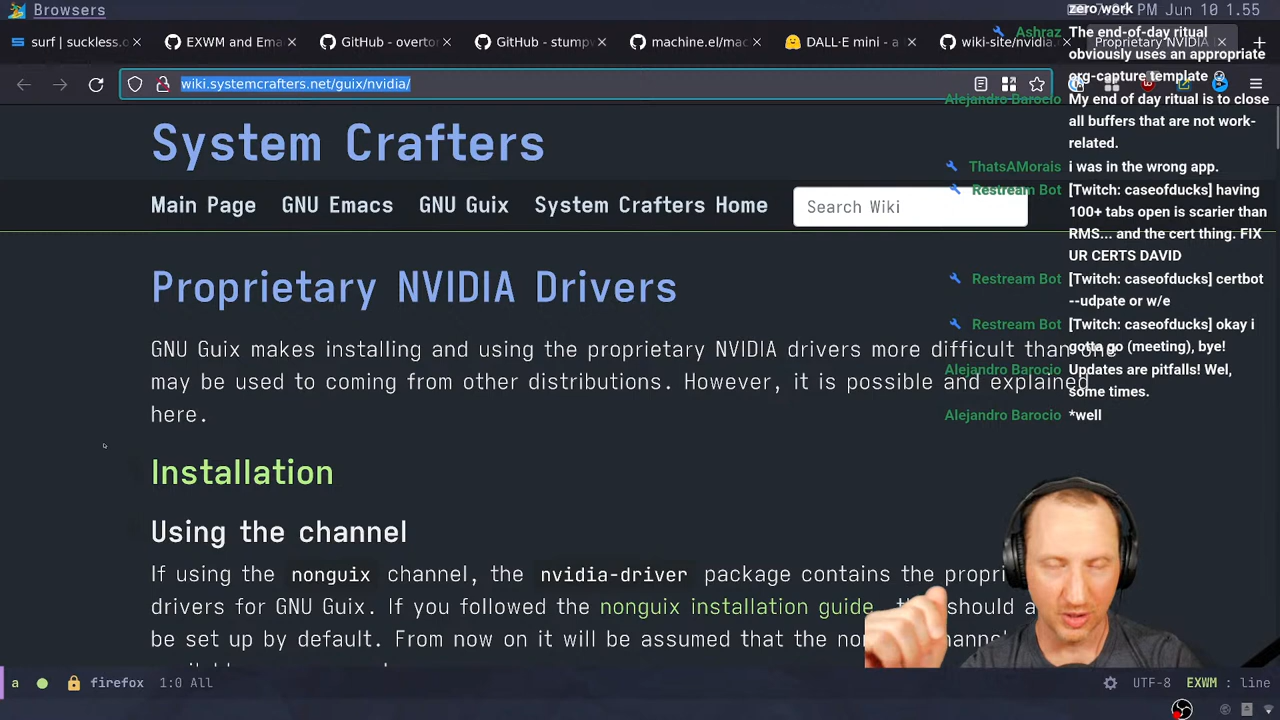 Browsers
PM Jun 10 1.55
surf | suckless.o
EXWM and Ema
GitHub - overto
GitHub - stumpw
machine.el/mac
DALL·E mini - a
wiki-site/nvidia.
Proprietary NVIDIA
wiki.systemcrafters.net/guix/nvidia/
System Crafters
Main Page
GNU Emacs
GNU Guix
System Crafters Home
Search Wiki
Proprietary NVIDIA Drivers
GNU Guix makes installing and using the proprietary NVIDIA drivers more difficult than one
may be used to coming from other distributions. However, it is possible and explained
here.
Installation
Using the channel
If using the nonguix channel, the nvidia-driver package contains the propri
drivers for GNU Guix. If you followed the nonguix installation guide, th should a
be set up by default. From now on it will be assumed that the non hannel
zero work
Ashraz The end-of-day ritual
obviously uses an appropriate
org-capture template
Alejandro Barocio My end of day ritual is to close
all buffers that are not work-
related.
ThatsAMorais i was in the wrong app.
Restream Bot [Twitch: caseofducks] having
100+ tabs open is scarier than
RMS... and the cert thing. FIX
UR CERTS DAVID
Restream Bot [Twitch: caseofducks] certbot
--udpate or w/e
Restream Bot [Twitch: caseofducks] okay i
gotta go (meeting), bye!
Alejandro Barocio Updates are pitfalls! Wel,
some times.
Alejandro Barocio *well
a firefox 1:0 All
UTF-8 EXWM : line